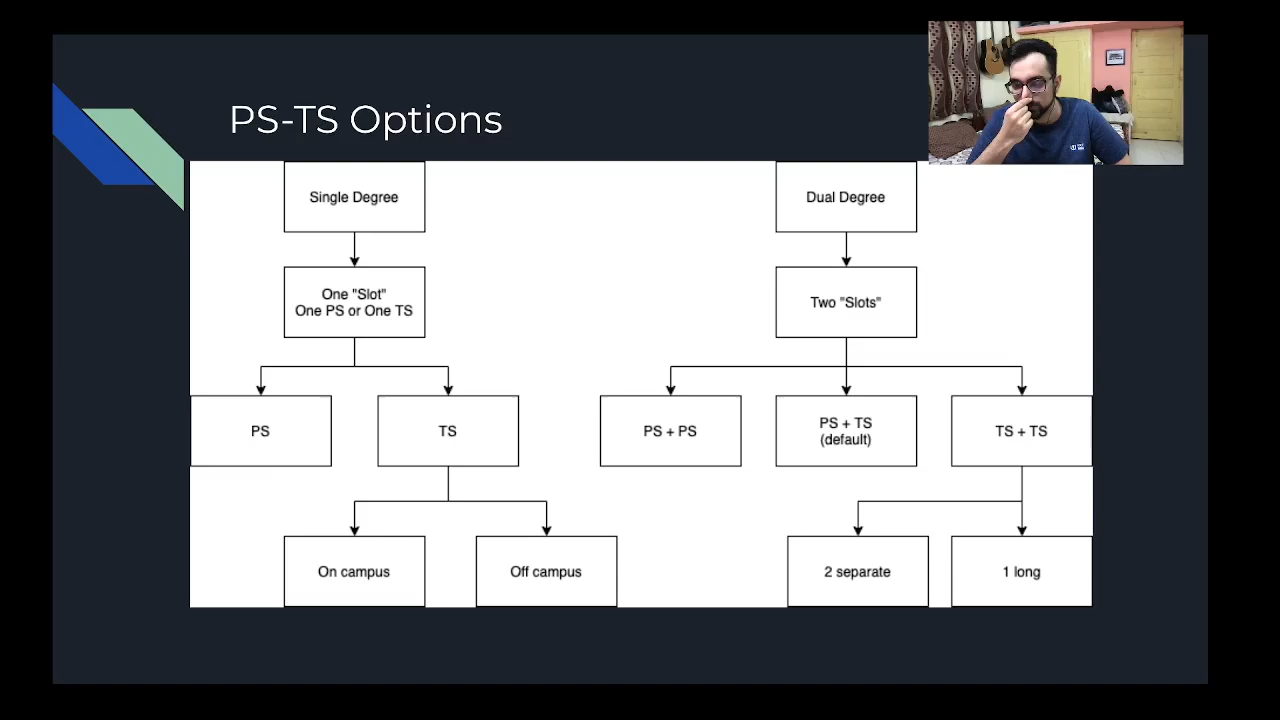 PS-TS Options
Single Degree
Dual Degree
One "Slot"
One PS or One TS
Two "Slots"
PS
TS
PS + PS
PS + TS
(default)
TS + TS
On campus
Off campus
2 separate
1 long